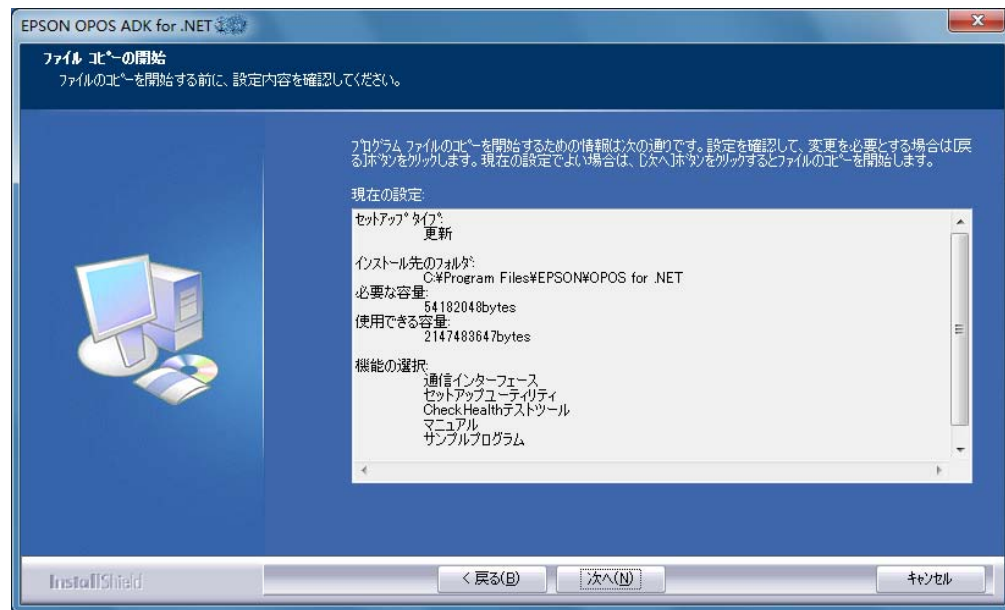 EPSON OPOS ADK for .NET
ファイル コピーの開始
ファイルのコピーを開始する前に、設定内容を確認してください。
プログラム ファイルのコピーを開始するための情報は次の通りです。設定を確認して、変更を必要とする場合は[戻
る]ボタンをクリックします。現在の設定でよい場合は、[次へ]ボタンをクリックするとファイルのコピーを開始します。
現在の設定:
セットアップ タイプ:
更新
インストール先のフォルダ:
C:¥Program Files¥EPSON¥OPOS for .NET
必要な容量:
54182048bytes
使用できる容量:
2147483647bytes
機能の選択:
通信インターフェース
セットアップユーティリティ
CheckHealthテストツール
マニュアル
サンプルプログラム
InstallShield
< 戻る(B)
次へ(N)
キャンセル